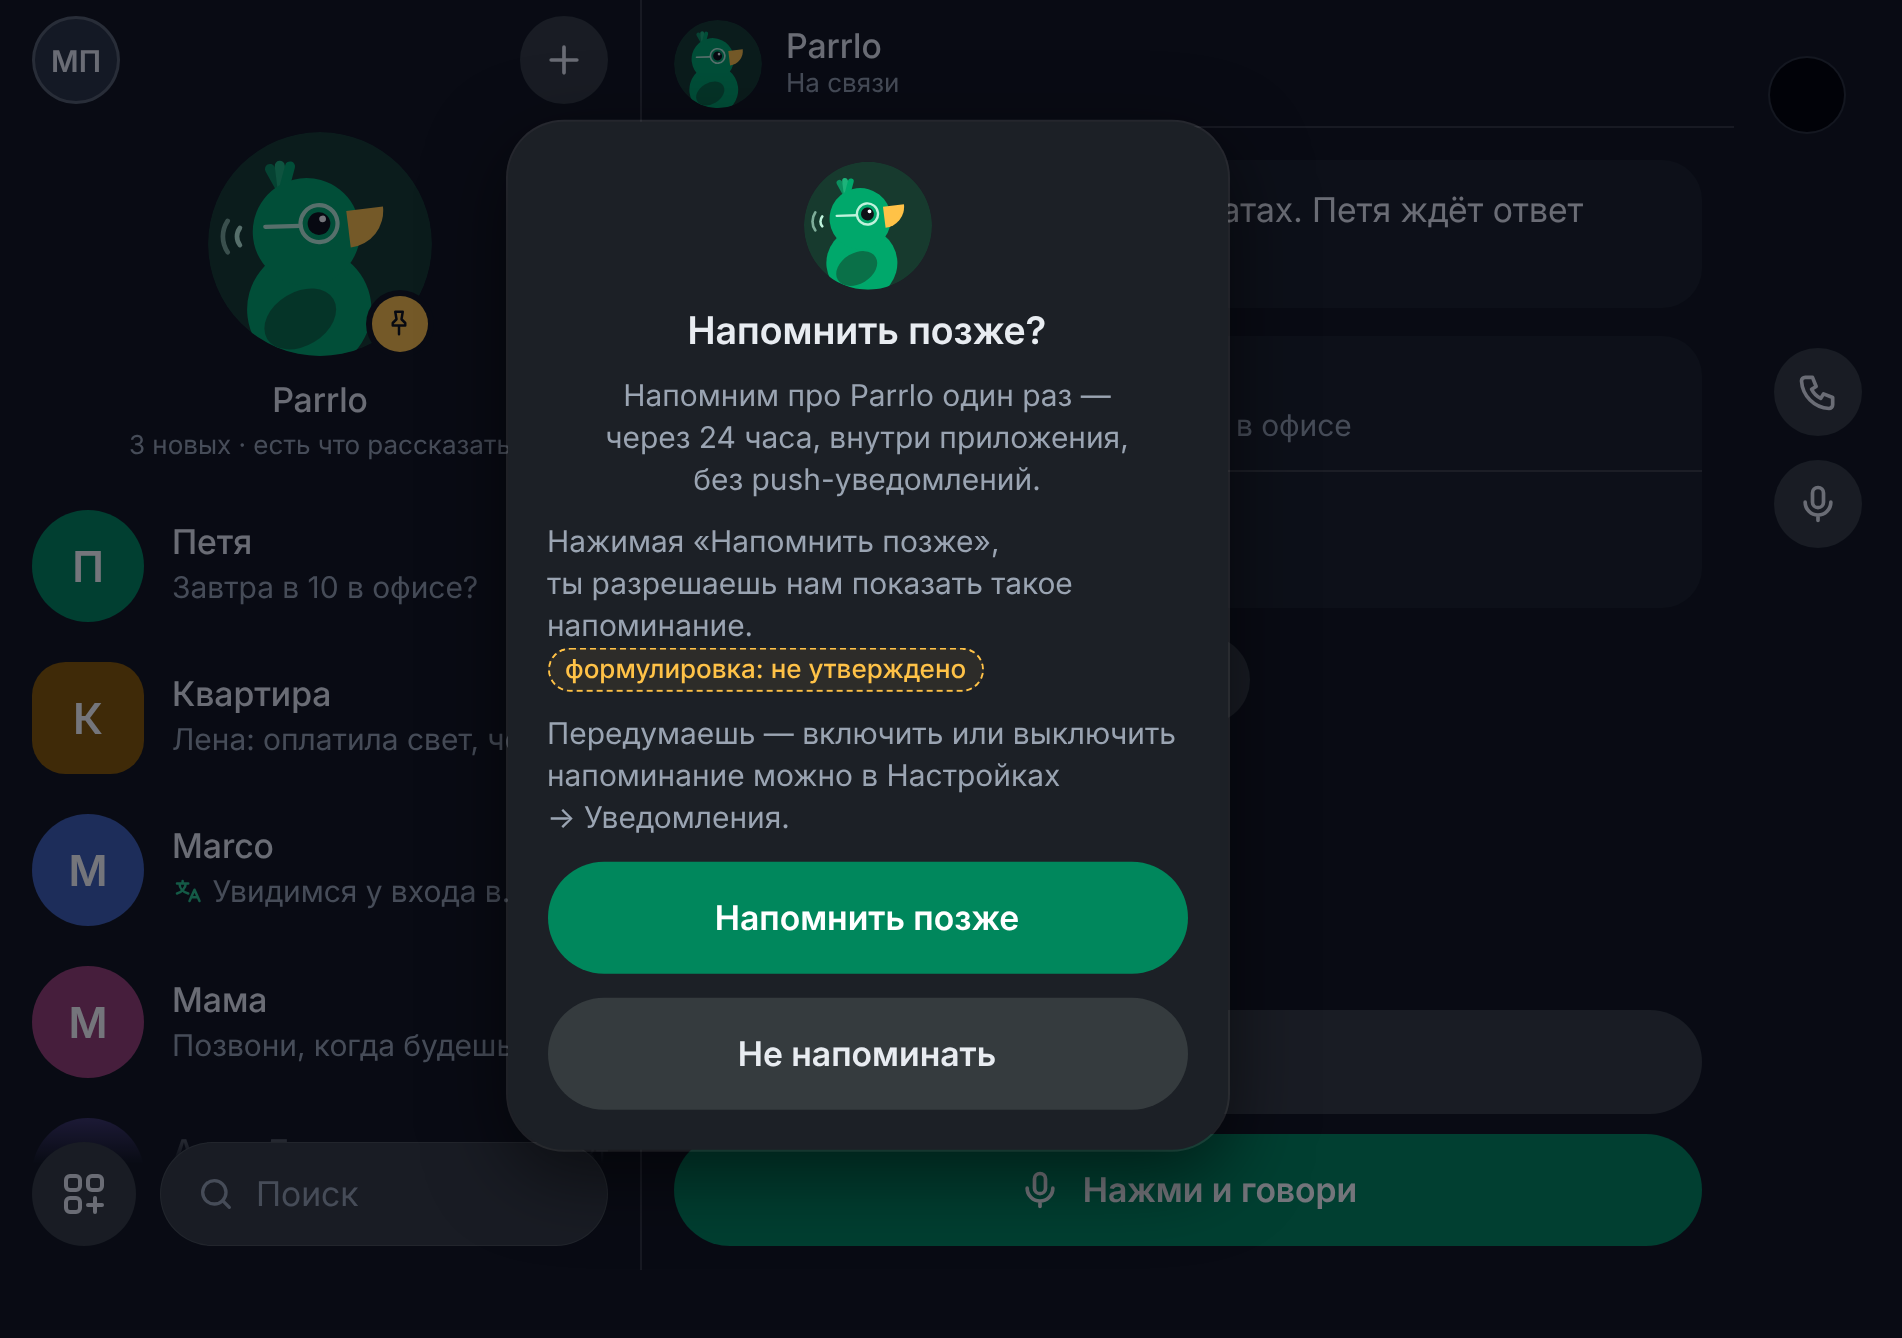 МП
Parrlo
На связи
Parrlo
3 новых · есть что рассказать
Петя
Завтра в 10 в офисе?
Квартира
Лена: оплатила свет,
Marco
Увидимся у входа в.
Мама
Позвони, когда будешь
Поиск
П
К
М
М
атах. Петя ждёт ответ
в офисе
Напомнить позже?
Напомним про Parrlo один раз —
через 24 часа, внутри приложения,
без push-уведомлений.
Нажимая «Напомнить позже»,
ты разрешаешь нам показать такое
напоминание.
формулировка: не утверждено
Передумаешь — включить или выключить
напоминание можно в Настройках
→ Уведомления.
Напомнить позже
Не напоминать
Нажми и говори